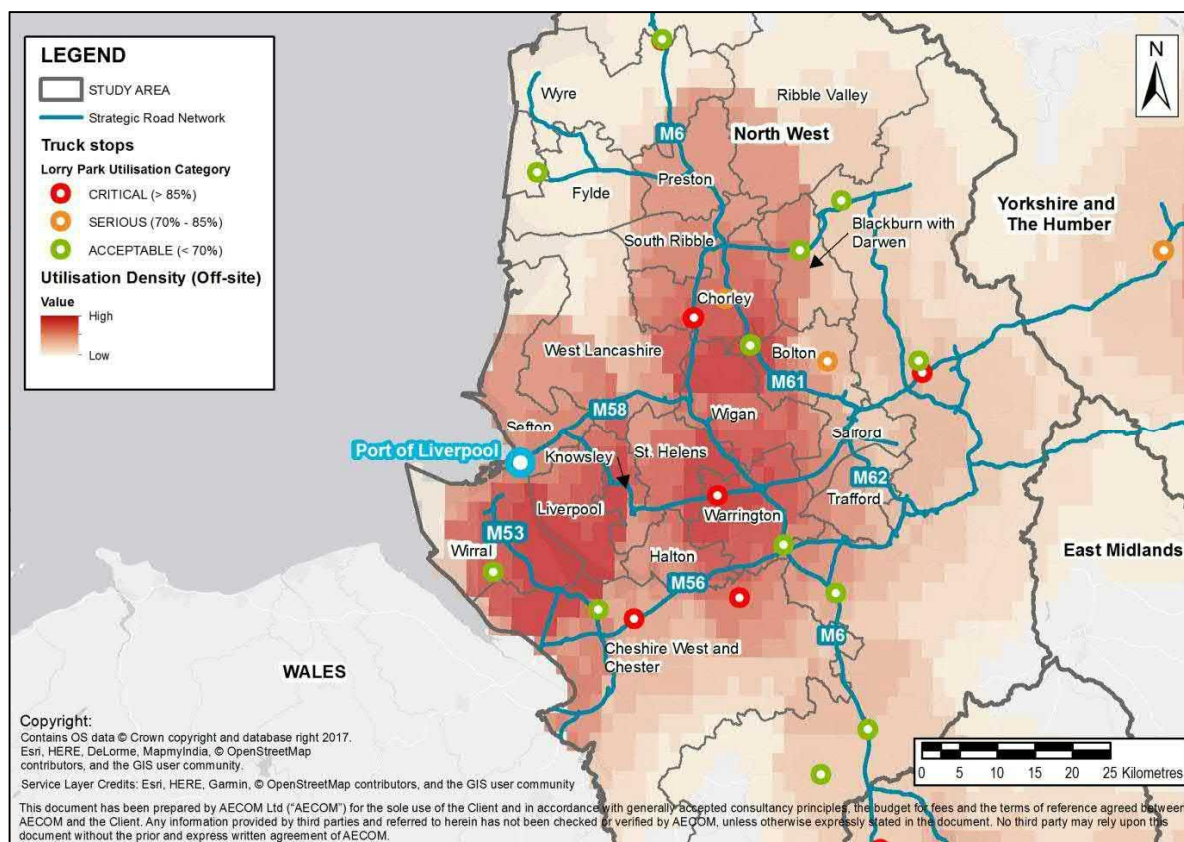 LEGEND
STUDY AREA
Strategic Road Network
Truck stops
Lorry Park Utilisation Category
CRITICAL (> 85%)
SERIOUS (70% - 85%)
ACCEPTABLE (< 70%)
Utilisation Density (Off-site)
Value
High
Low
N
Wyre
Ribble Valley
M6
North West
Preston
Fylde
Yorkshire and
The Humber
Blackburn with
Darwen
South Ribble
Chorley
West Lancashire
Bolton
M61
M58
Wigan
Sefton
Salford
Port of Liverpool
Knowsley
St. Helens
M62
Trafford
Liverpool
Warrington
M53
Wirral
Halton
East Midlands
M56
M6
Cheshire West and
Chester
WALES
Copyright:
Contains OS data © Crown copyright and database right 2017.
Esri, HERE, DeLorme, MapmyIndia, © OpenStreetMap
contributors, and the GIS user community.
Service Layer Credits: Esri, HERE, Garmin, © OpenStreetMap contributors, and the GIS user community
0 2.5 5 10 15 20 25 Kilometres
This document has been prepared by AECOM Ltd ("AECOM") for the sole use of the Client and in accordance with generally accepted consultancy principles, the budget for fees and the terms of reference agreed between
AECOM and the Client. Any information provided by third parties and referred to herein has not been checked or verified by AECOM, unless otherwise expressly stated in the document. No third party may rely upon this
document without the prior and express written agreement of AECOM.